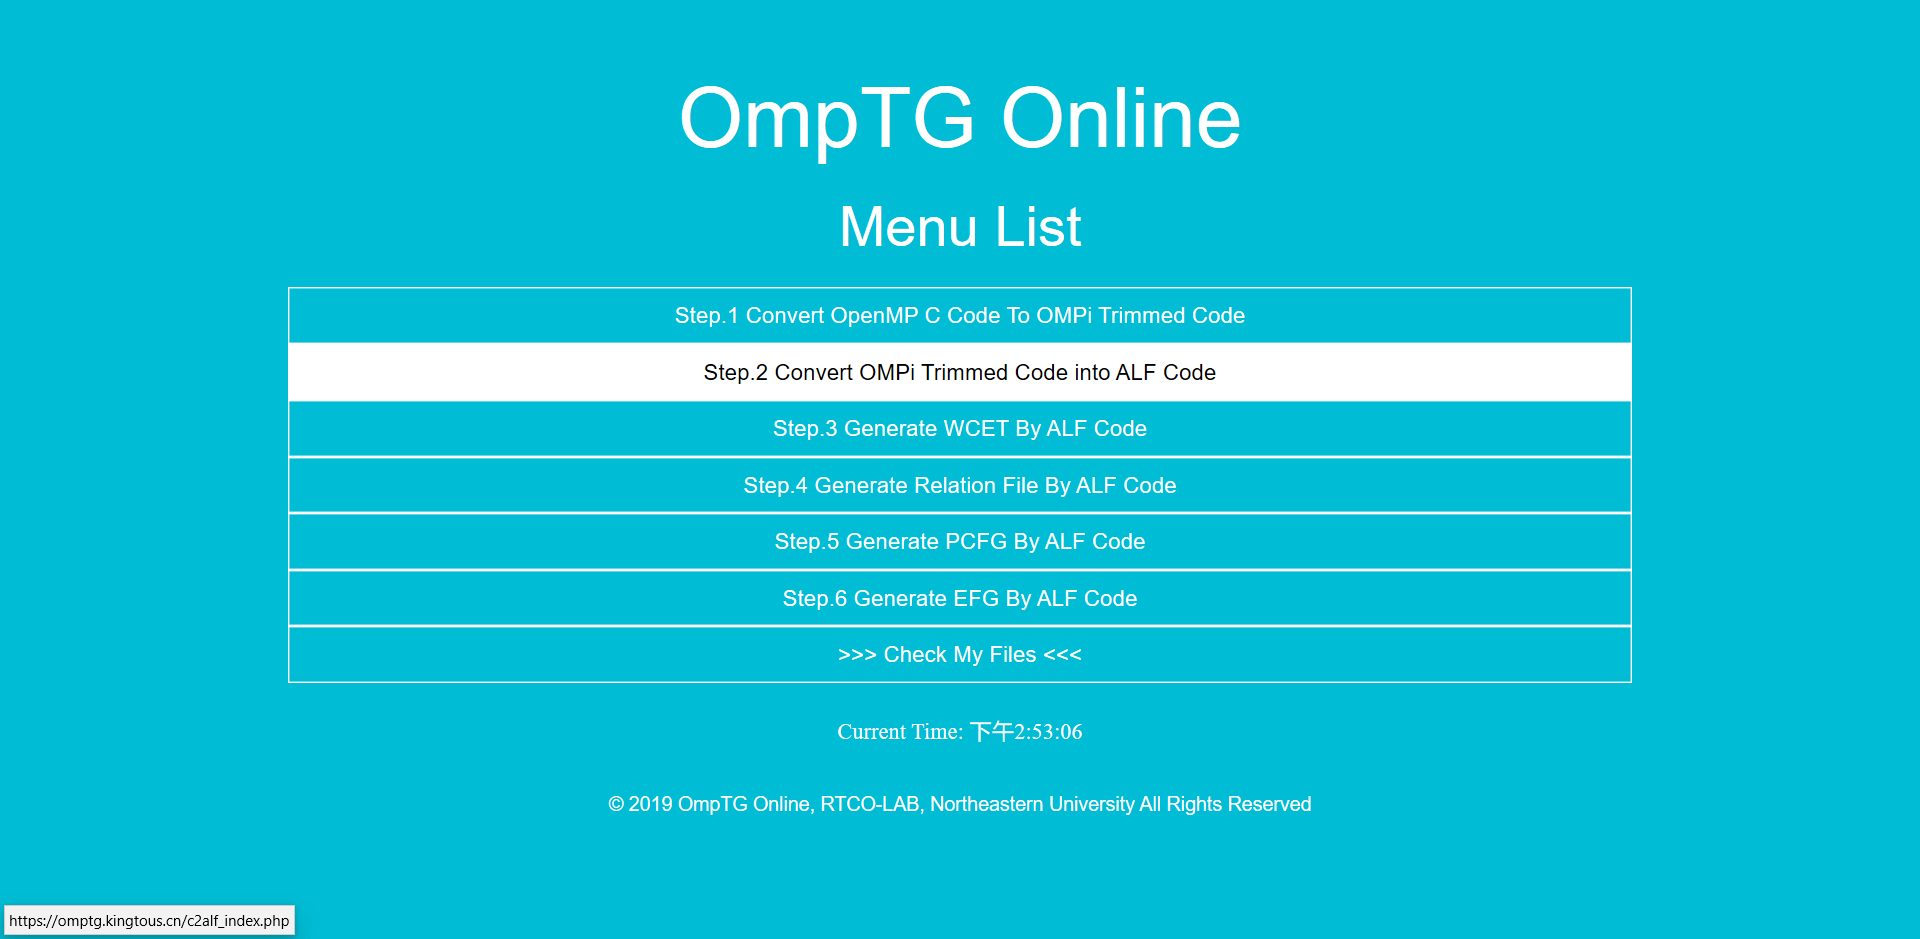 OmpTG Online
Menu List
Step.1 Convert OpenMP C Code To OMPi Trimmed Code
Step.2 Convert OMPi Trimmed Code into ALF Code
Step.3 Generate WCET By ALF Code
Step.4 Generate Relation File By ALF Code
Step.5 Generate PCFG By ALF Code
Step.6 Generate EFG By ALF Code
>>> Check My Files <<<
Current Time: 下午2:53:06
© 2019 OmpTG Online, RTCO-LAB, Northeastern University All Rights Reserved
https://omptg.kingtous.cn/c2alf_index.php